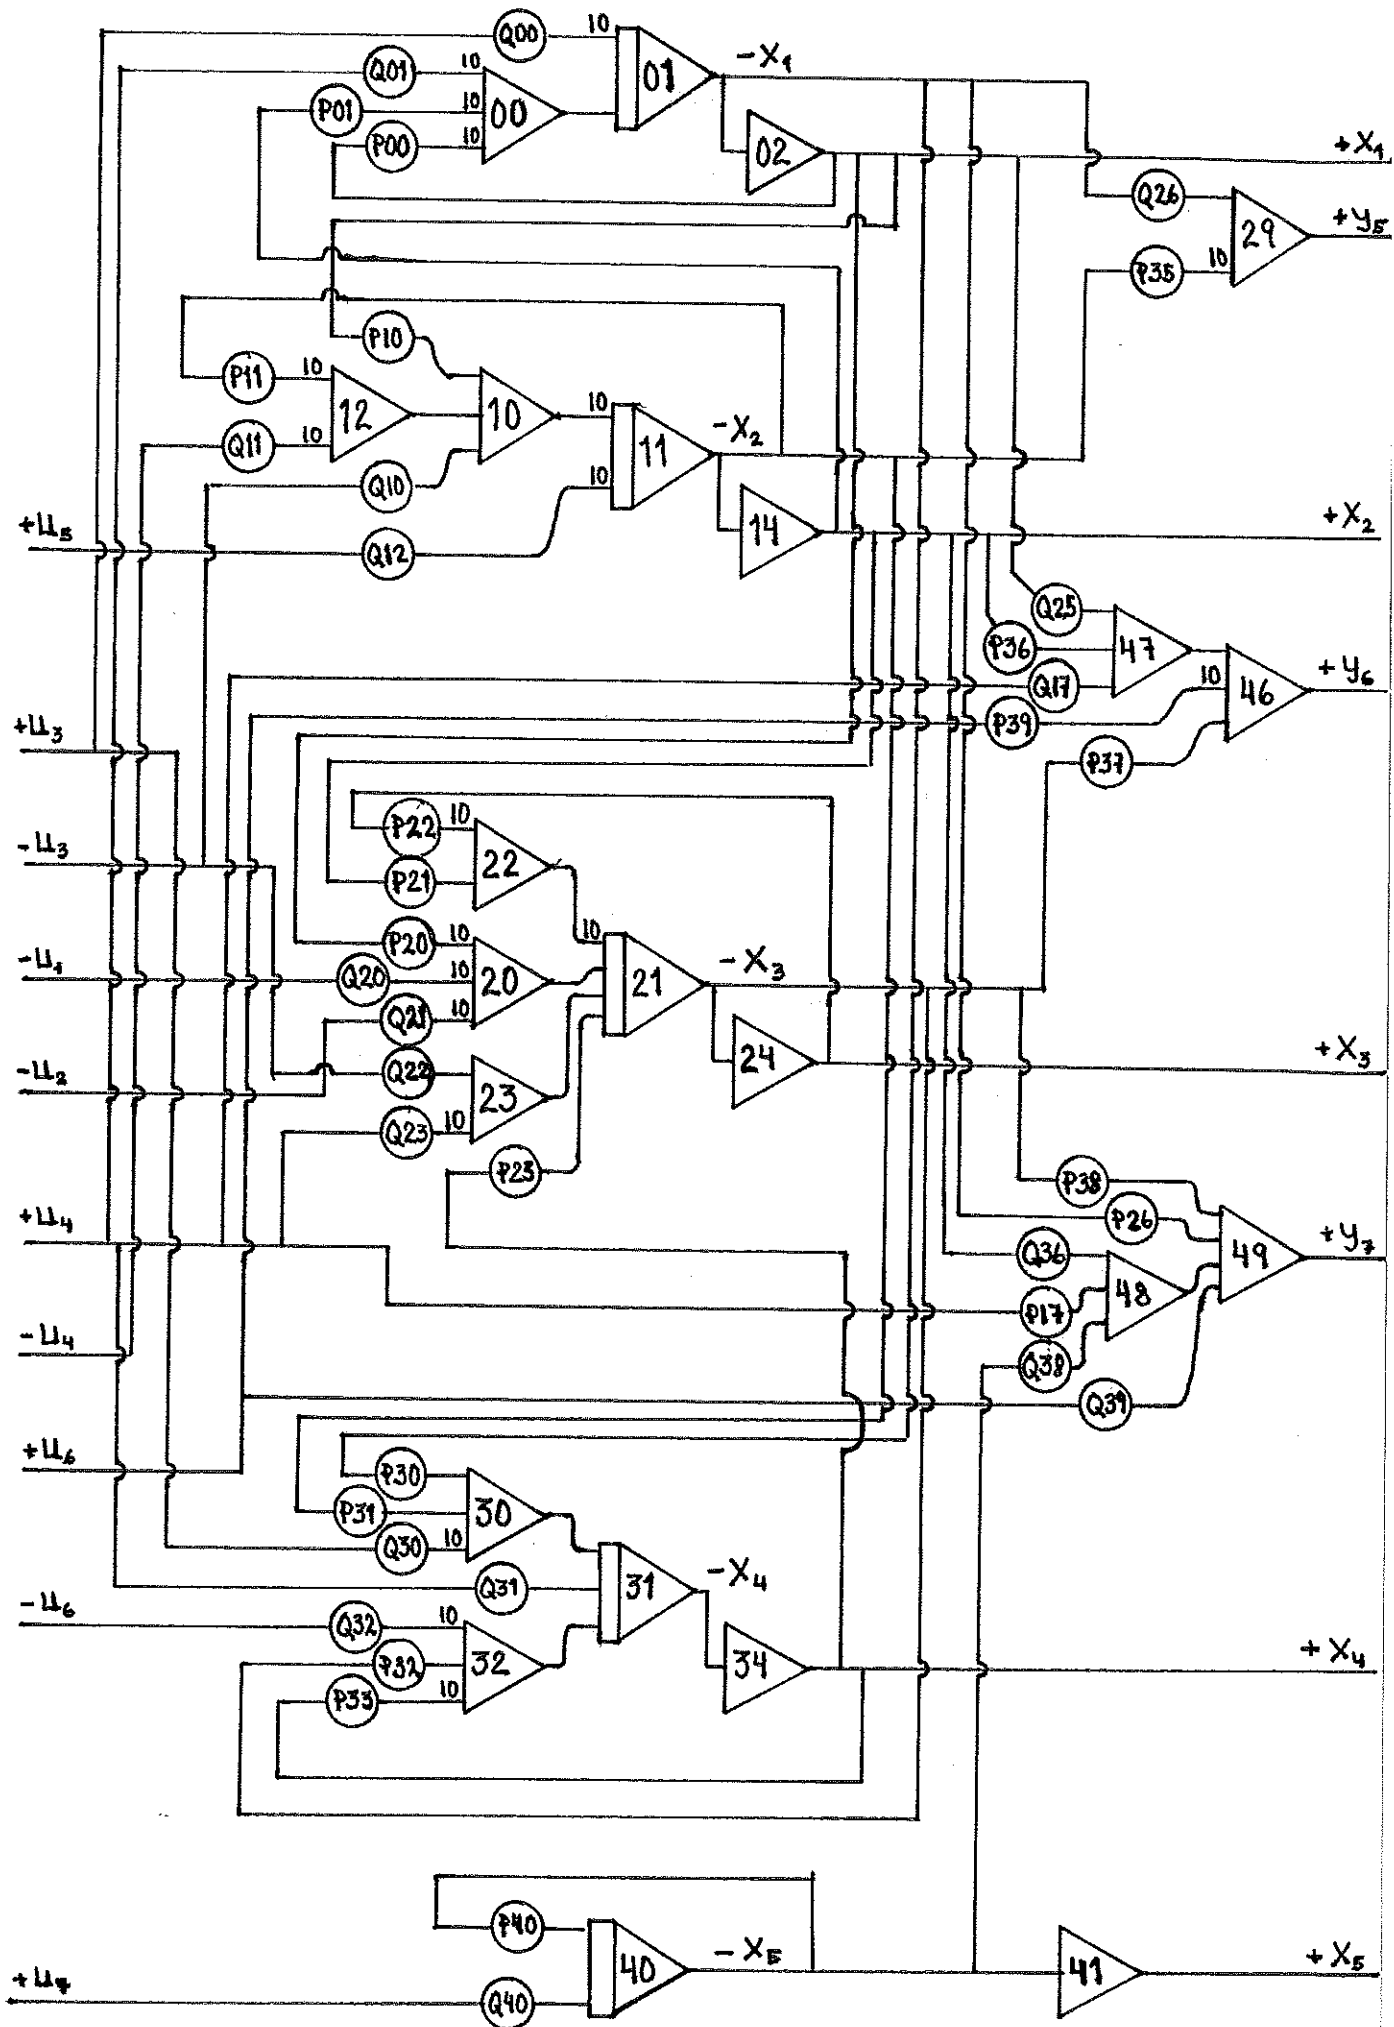 Q00 10 01 -X₁
Q01 10 00
P01 10
P00 10
02 +X₁
Q26 29 +y₅
P35 10
P10
P11 10 12 10 10 11 -X₂
Q11 10
Q10 10
+u₅ Q12
14 +X₂
Q25 47
P36
Q17 10 46 +y₆
P39
P37
+u₃
-u₃
P22 10 22
P21 10
P20 10 20 21 -X₃
-u₁ Q20 10
Q21 10
24 +X₃
-u₂ Q22 23
Q23 10
P23
P38
P26 49 +y₇
+u₄ Q36 48
P17
-u₄ Q38
Q39
+u₆
P30 30
P31
Q30 10
Q31 31 -X₄
-u₆ Q32 10 32
P32
P33 10
34 +X₄
P40 40 -X₅ 41 +X₅
Q40